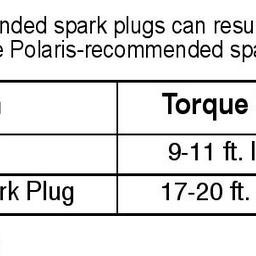 nded spark plugs can resu
e Polaris-recommended spa
Torque
9-11 ft. l
rk Plug 17-20 ft.